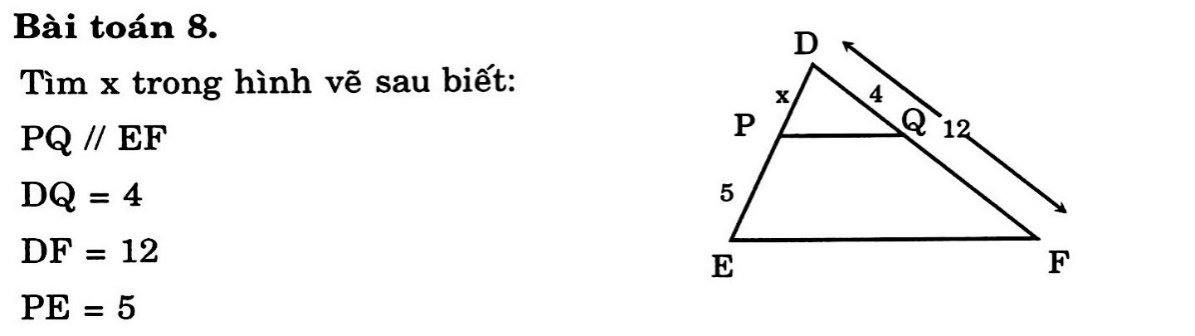 Bài toán 8.
Tìm x trong hình vẽ sau biết:
PQ // EF
DQ = 4
DF = 12
PE = 5
D
x
4
P
Q
12
5
E
F